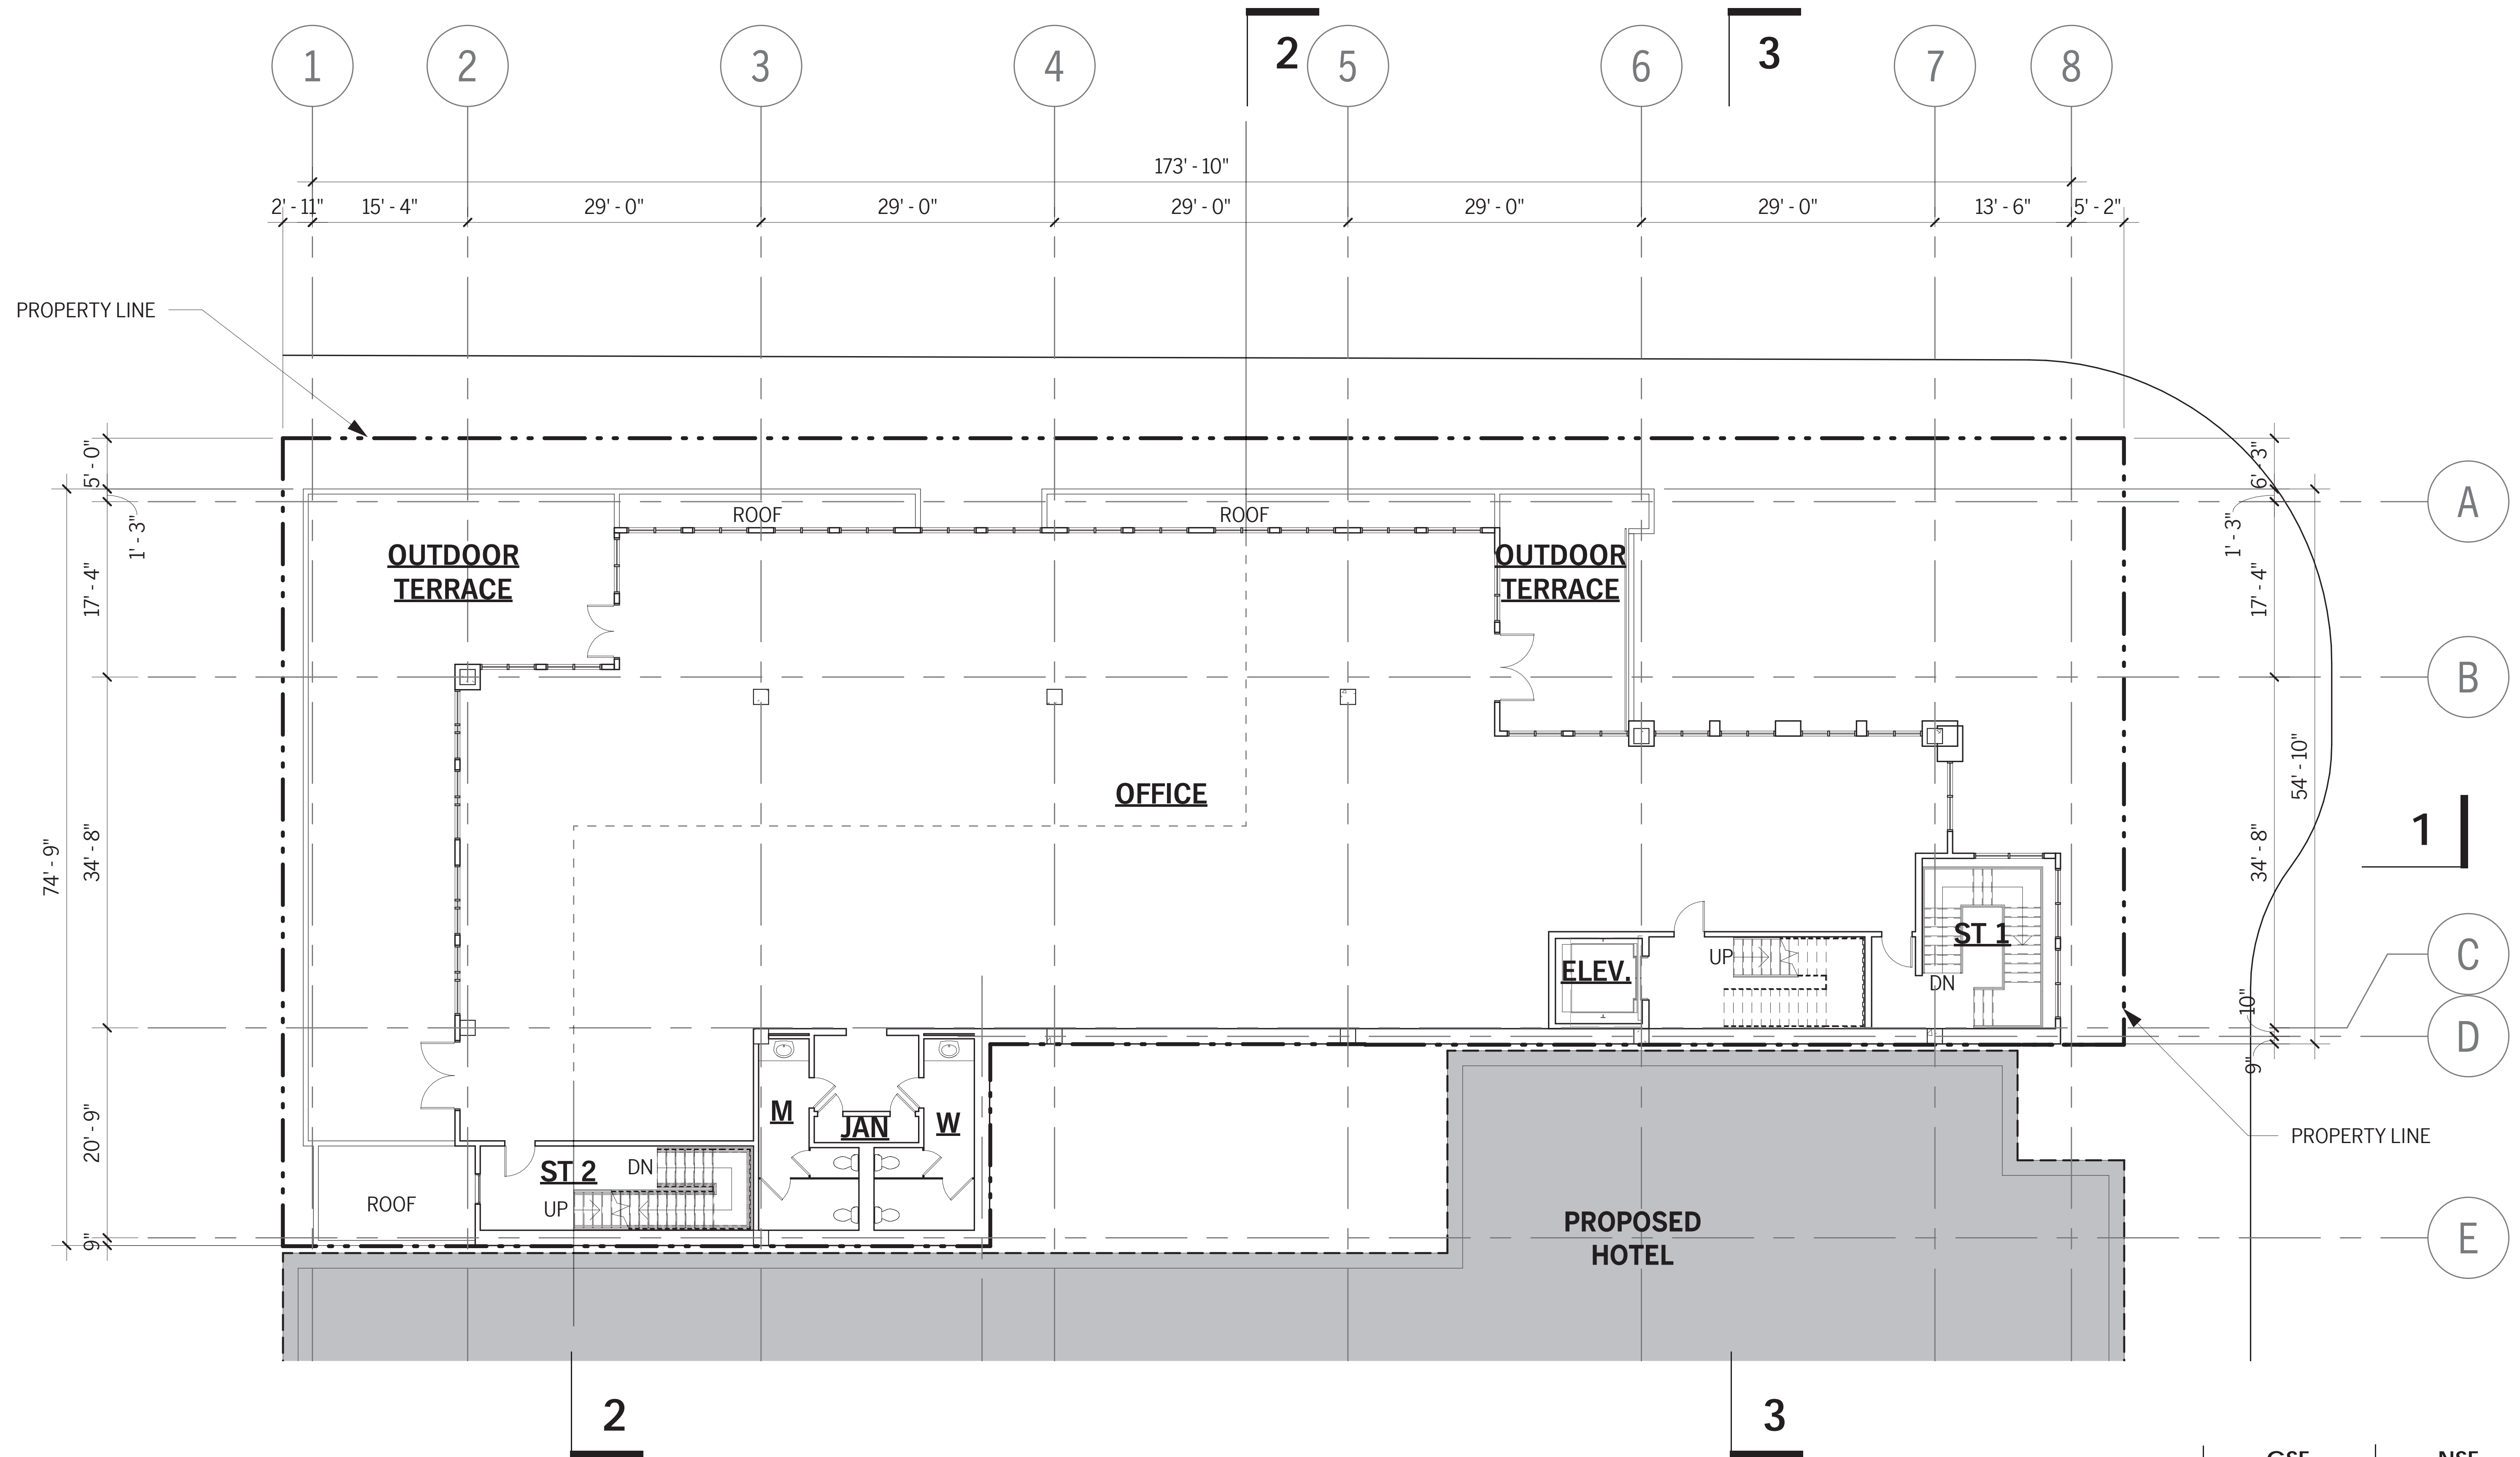 2
3
1
2
3
4
5
6
7
8
173' - 10"
2' - 11"
15' - 4"
29' - 0"
29' - 0"
29' - 0"
29' - 0"
29' - 0"
13' - 6"
5' - 2"
PROPERTY LINE
5' - 0"
1' - 3"
17' - 4"
34' - 8"
74' - 9"
20' - 9"
9"
6' - 3"
1' - 3"
17' - 4"
54' - 10"
34' - 8"
10"
9"
A
B
C
D
E
1
ROOF
ROOF
OUTDOOR
TERRACE
OUTDOOR
TERRACE
OFFICE
ST 1
DN
ELEV.
UP
M
JAN
W
ST 2
DN
UP
ROOF
PROPERTY LINE
PROPOSED
HOTEL
2
3
GSF
NSF